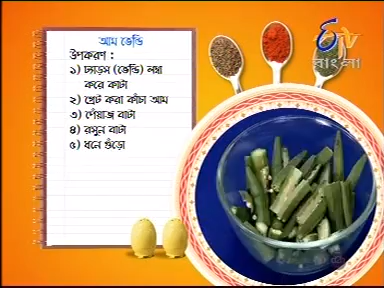 আম ভেন্ডি
উপকরণ :
১) ঢ্যাড়স (ভেন্ডি) লম্বা
করে কাটা
২) গ্রেট করা কাঁচা আম
৩) পেঁয়াজ বাটা
৪) রসুন বাটা
৫) ধনে গুঁড়ো
ETV
বাংলা